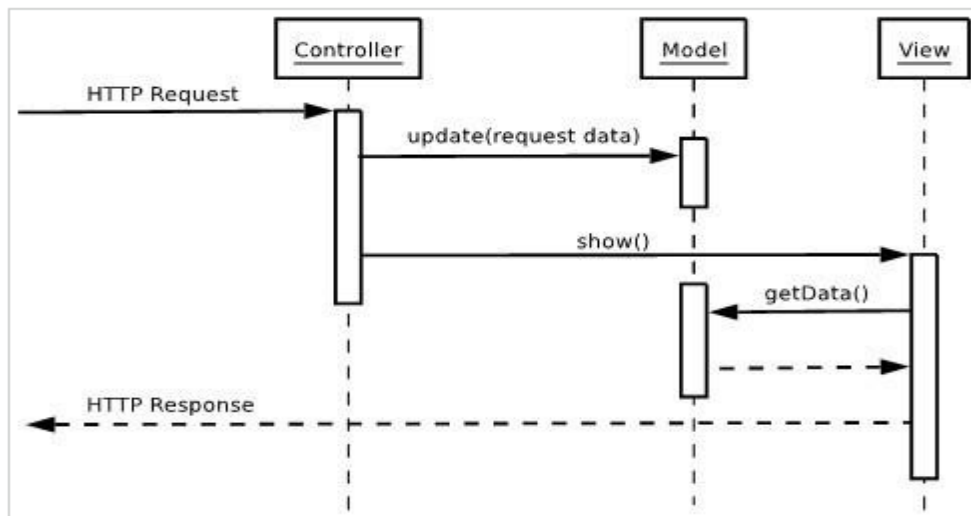 Controller
Model
View
HTTP Request
update(request data)
show()
getData()
HTTP Response